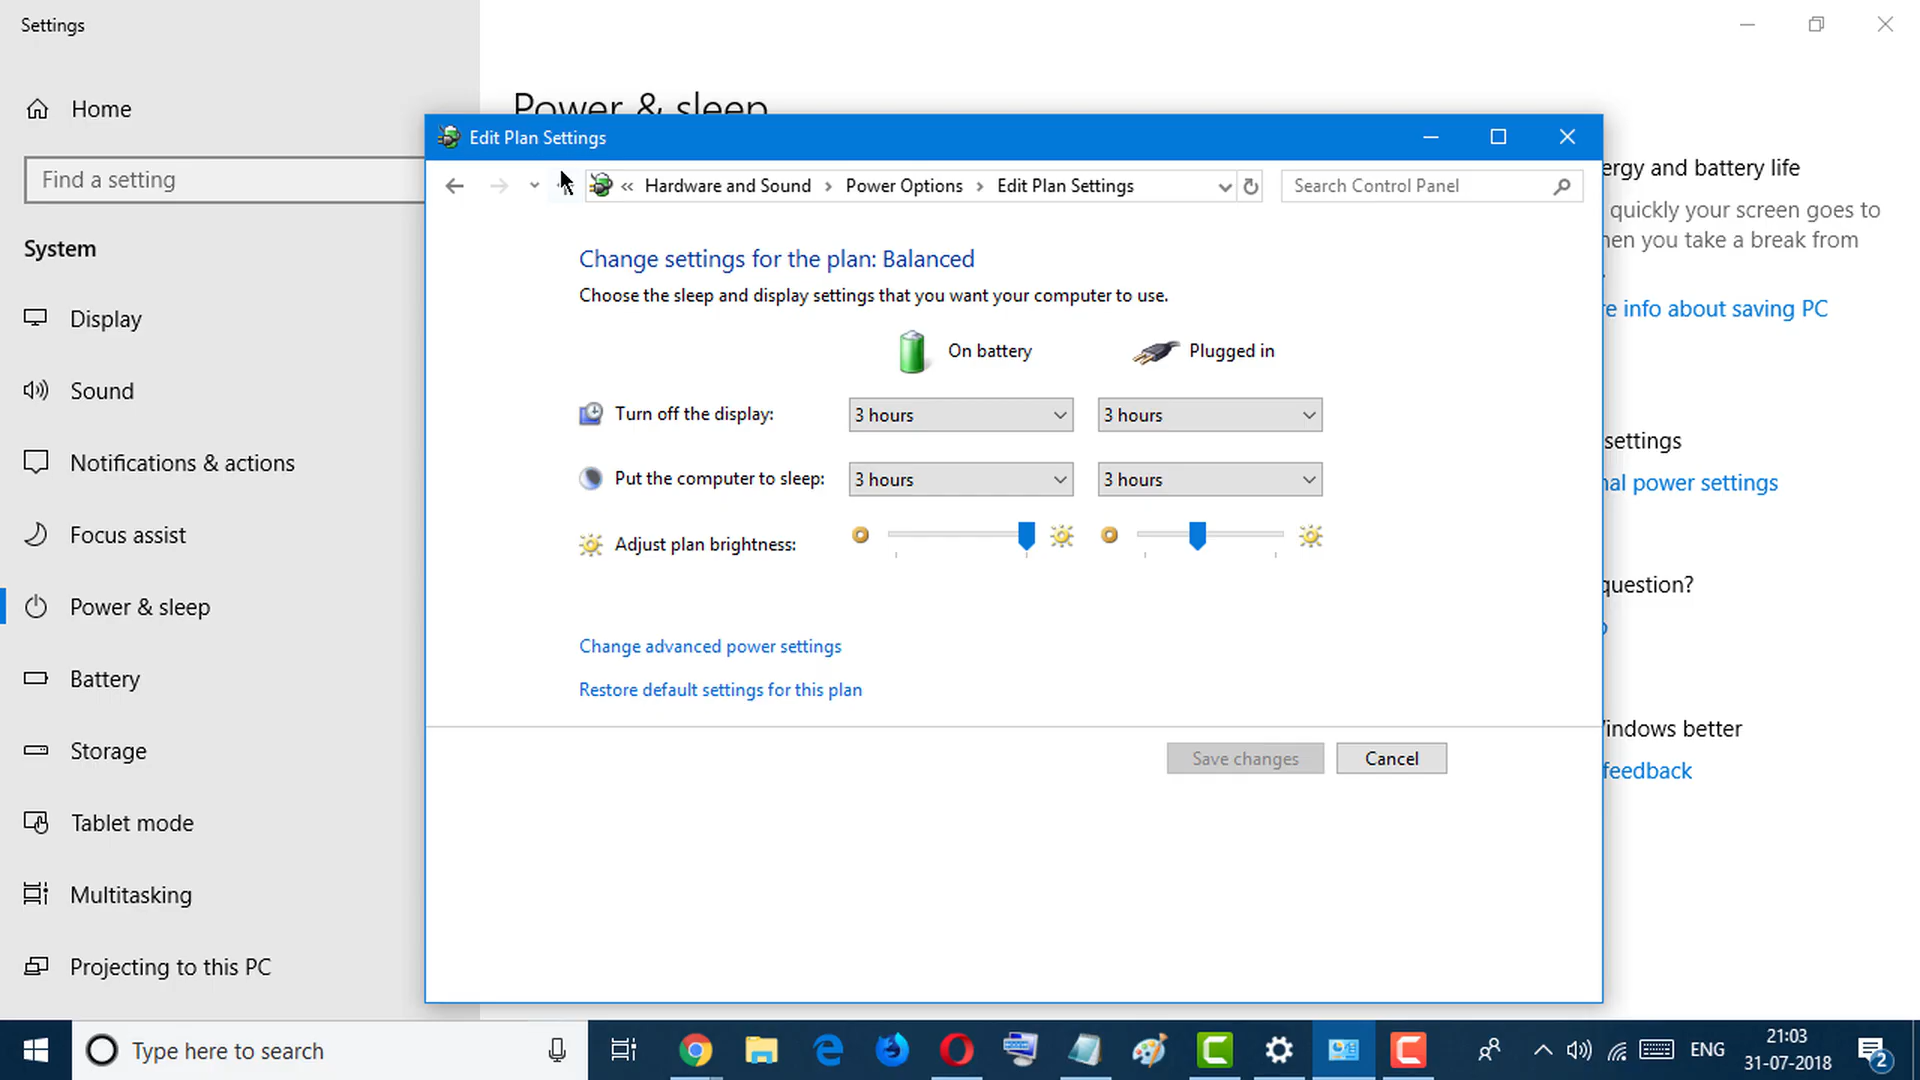 Settings
Home
Find a setting
System
Display
Sound
Notifications & actions
Focus assist
Power & sleep
Battery
Storage
Tablet mode
Multitasking
Projecting to this PC
Power & sleep
Edit Plan Settings
« Hardware and Sound › Power Options › Edit Plan Settings
Search Control Panel
Change settings for the plan: Balanced
Choose the sleep and display settings that you want your computer to use.
On battery
Plugged in
Turn off the display:
3 hours
3 hours
Put the computer to sleep:
3 hours
3 hours
Adjust plan brightness:
Change advanced power settings
Restore default settings for this plan
Save changes
Cancel
ergy and battery life
quickly your screen goes to
hen you take a break from
re info about saving PC
settings
nal power settings
question?
Windows better
feedback
Type here to search
ENG
21:03
31-07-2018
2